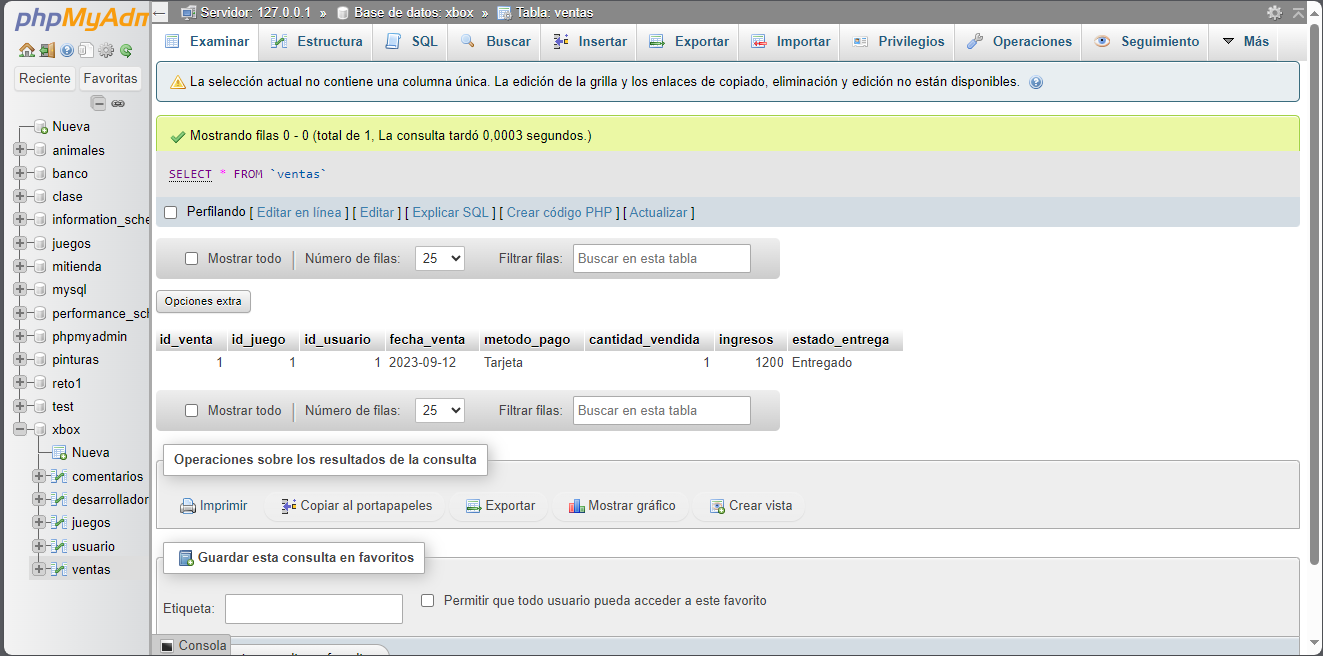 phpMyAdm
Reciente Favoritas
Nueva
animales
banco
clase
information_sche
juegos
mitienda
mysql
performance_sch
phpmyadmin
pinturas
reto1
test
xbox
Nueva
comentarios
desarrollador
juegos
usuario
ventas
← Servidor: 127.0.0.1 » Base de datos: xbox » Tabla: ventas
Examinar Estructura SQL Buscar Insertar Exportar Importar Privilegios Operaciones Seguimiento Más
La selección actual no contiene una columna única. La edición de la grilla y los enlaces de copiado, eliminación y edición no están disponibles.
Mostrando filas 0 - 0 (total de 1, La consulta tardó 0,0003 segundos.)
SELECT * FROM `ventas`
Perfilando [ Editar en línea ] [ Editar ] [ Explicar SQL ] [ Crear código PHP ] [ Actualizar ]
Mostrar todo | Número de filas: 25 Filtrar filas: Buscar en esta tabla
Opciones extra
id_venta id_juego id_usuario fecha_venta metodo_pago cantidad_vendida ingresos estado_entrega
1 1 1 2023-09-12 Tarjeta 1 1200 Entregado
Mostrar todo | Número de filas: 25 Filtrar filas: Buscar en esta tabla
Operaciones sobre los resultados de la consulta
Imprimir Copiar al portapapeles Exportar Mostrar gráfico Crear vista
Guardar esta consulta en favoritos
Etiqueta: Permitir que todo usuario pueda acceder a este favorito
Consola